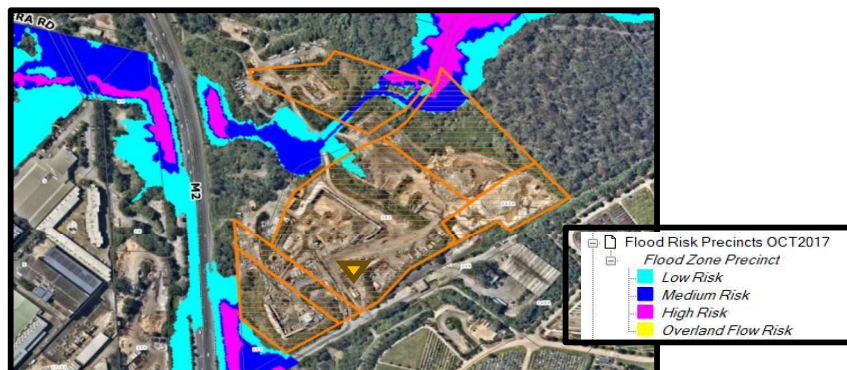 RA RD
M2
Flood Risk Precincts OCT2017
Flood Zone Precinct
Low Risk
Medium Risk
High Risk
Overland Flow Risk